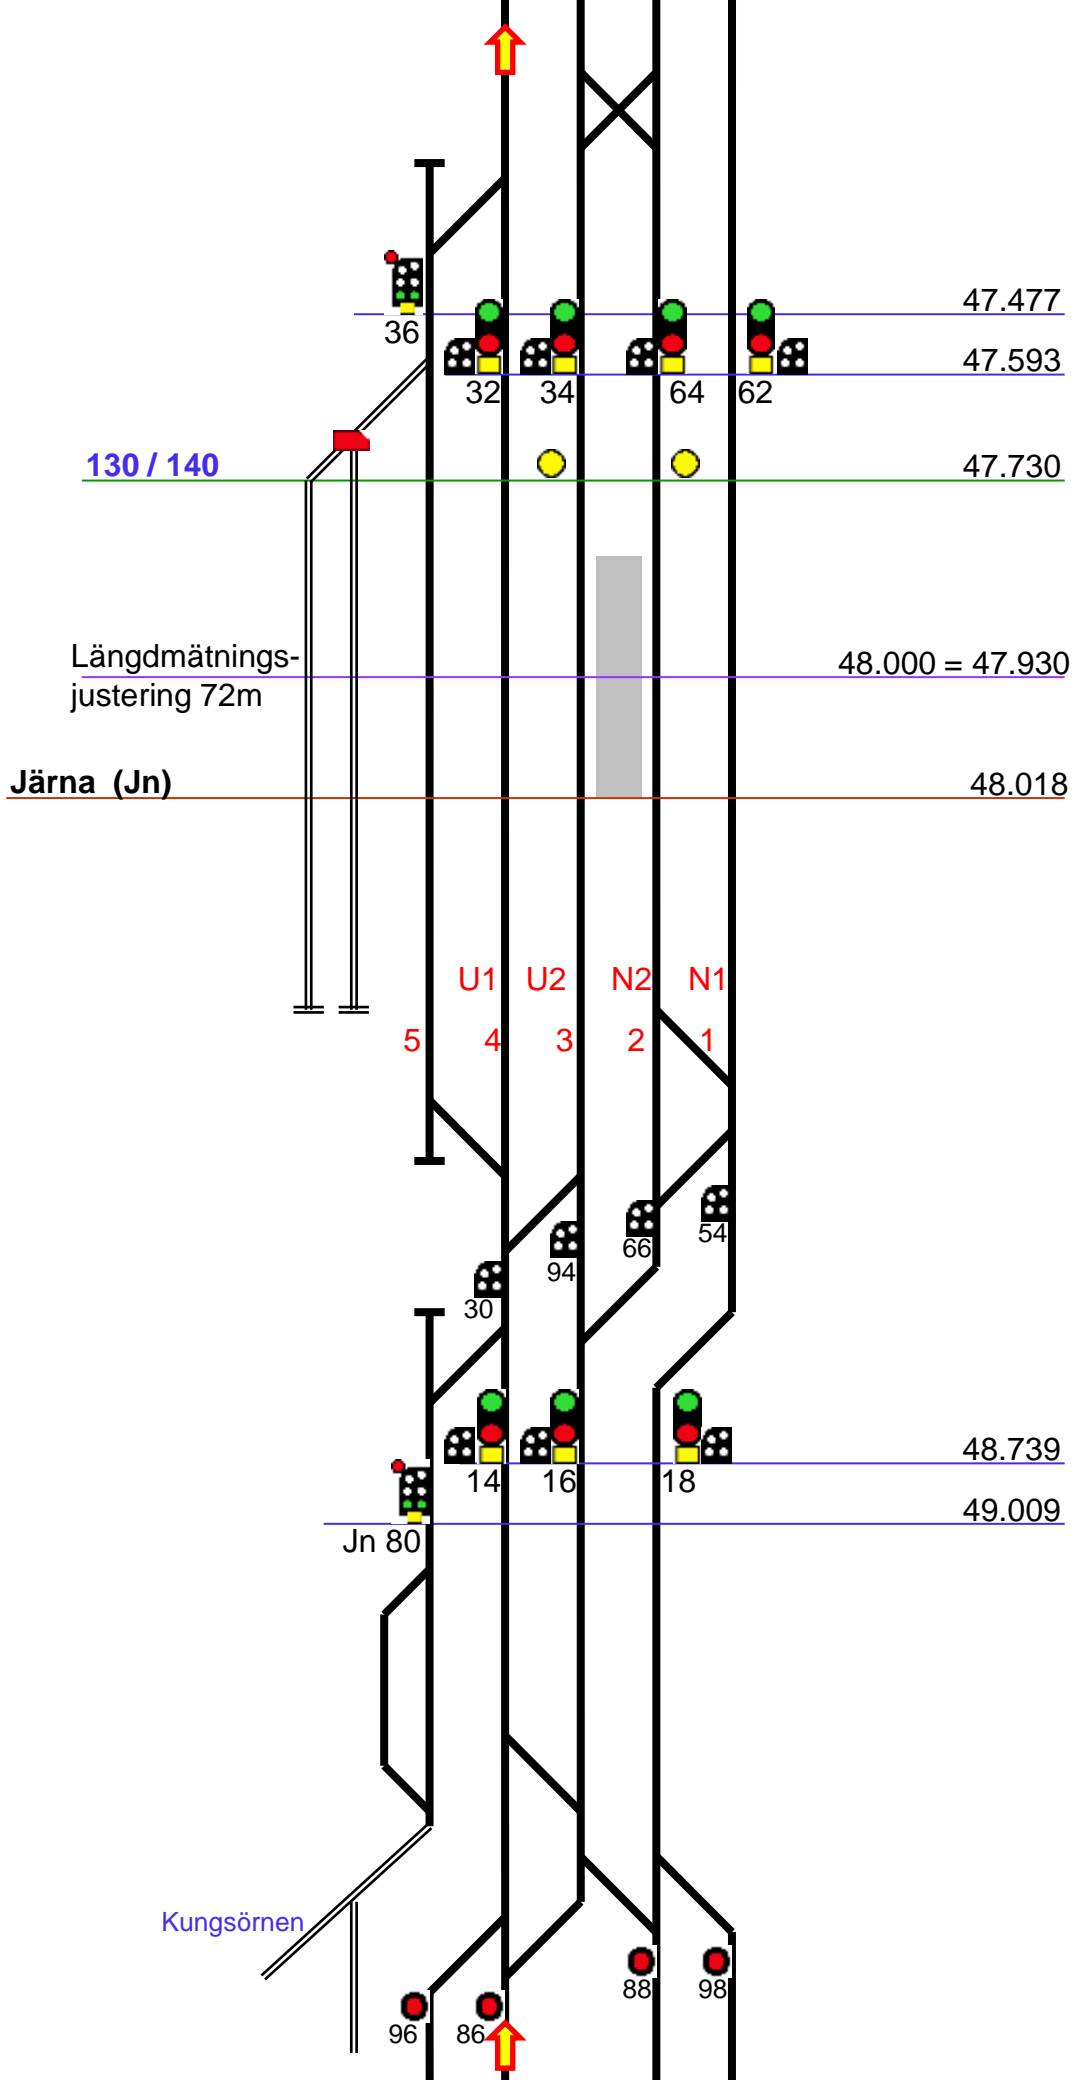 47.477
36
47.593
32 34 64 62
130 / 140 47.730
Längdmätnings-
justering 72m
48.000 = 47.930
Järna (Jn) 48.018
U1 U2 N2 N1
5 4 3 2 1
54
66
94
30
48.739
14 16 18
49.009
Jn 80
Kungsörnen
88 98
96 86